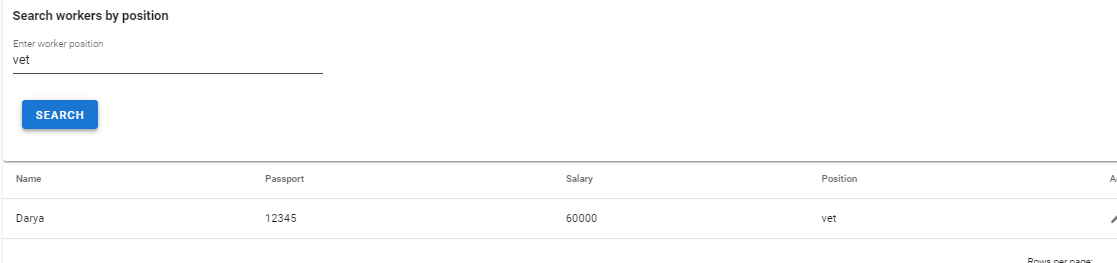 Search workers by position
Enter worker position
vet
SEARCH
Name Passport Salary Position
Darya 12345 60000 vet
Rows per page: